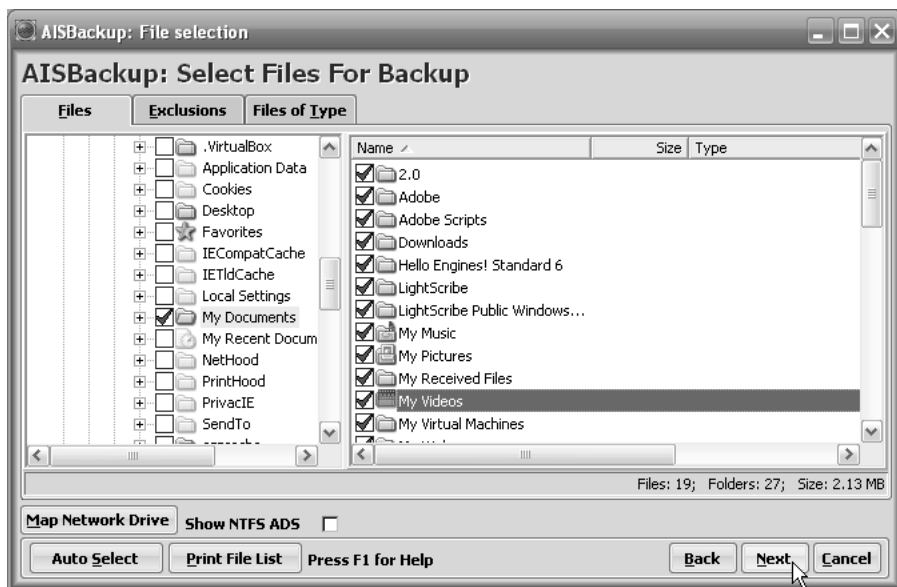 AISBackup: File selection
AISBackup: Select Files For Backup
Files
Exclusions
Files of Type
.VirtualBox
Application Data
Cookies
Desktop
Favorites
IECompatCache
IETldCache
Local Settings
My Documents
My Recent Docum
NetHood
PrintHood
PrivacIE
SendTo
Name
Size
Type
2.0
Adobe
Adobe Scripts
Downloads
Hello Engines! Standard 6
LightScribe
LightScribe Public Windows...
My Music
My Pictures
My Received Files
My Videos
My Virtual Machines
Files: 19; Folders: 27; Size: 2.13 MB
Map Network Drive
Show NTFS ADS
Auto Select
Print File List
Press F1 for Help
Back
Next
Cancel